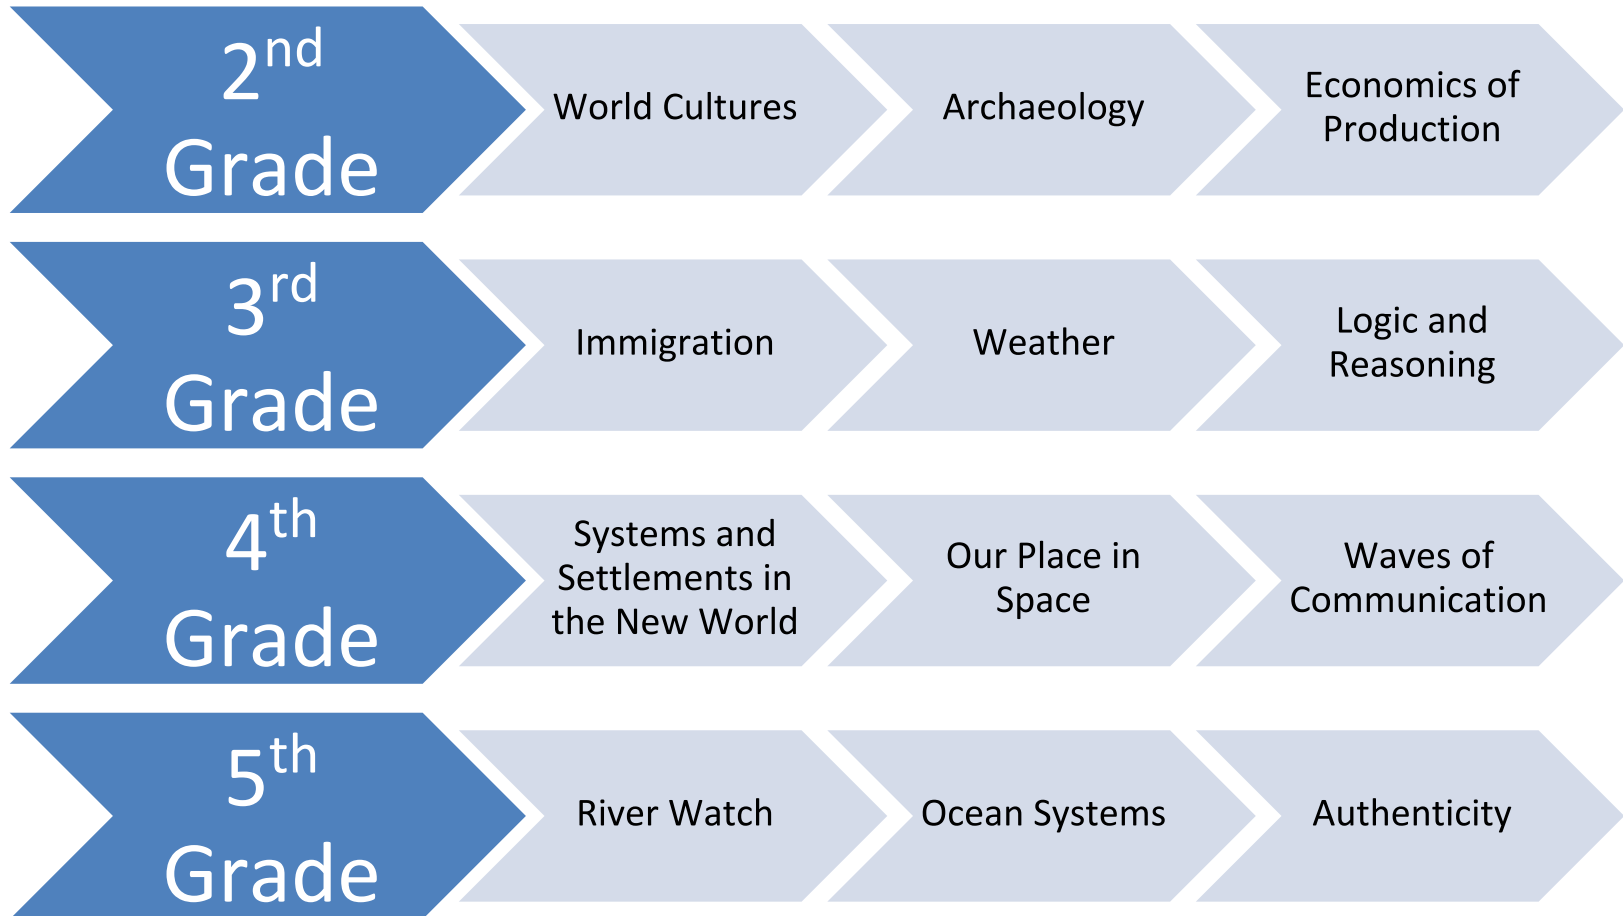 2nd
Grade
World Cultures
Archaeology
Economics of
Production
3rd
Grade
Immigration
Weather
Logic and
Reasoning
4th
Grade
Systems and
Settlements in
the New World
Our Place in
Space
Waves of
Communication
5th
Grade
River Watch
Ocean Systems
Authenticity